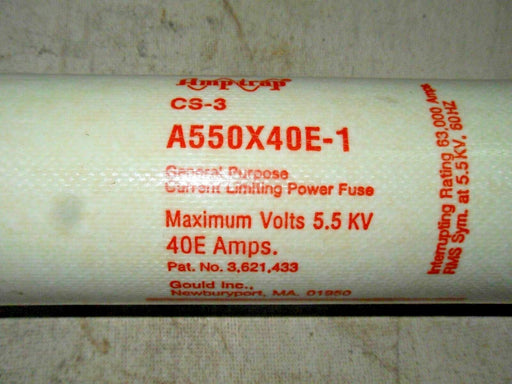 Amp-trap
CS-3
A550X40E-1
General Purpose
Current Limiting Power Fuse
Maximum Volts 5.5 KV
40E Amps.
Pat. No. 3,621,433
Gould Inc.,
Newburyport, MA. 01950
Interrupting Rating 63,000 Amps
RMS Sym. at 5.5 KV, 60HZ